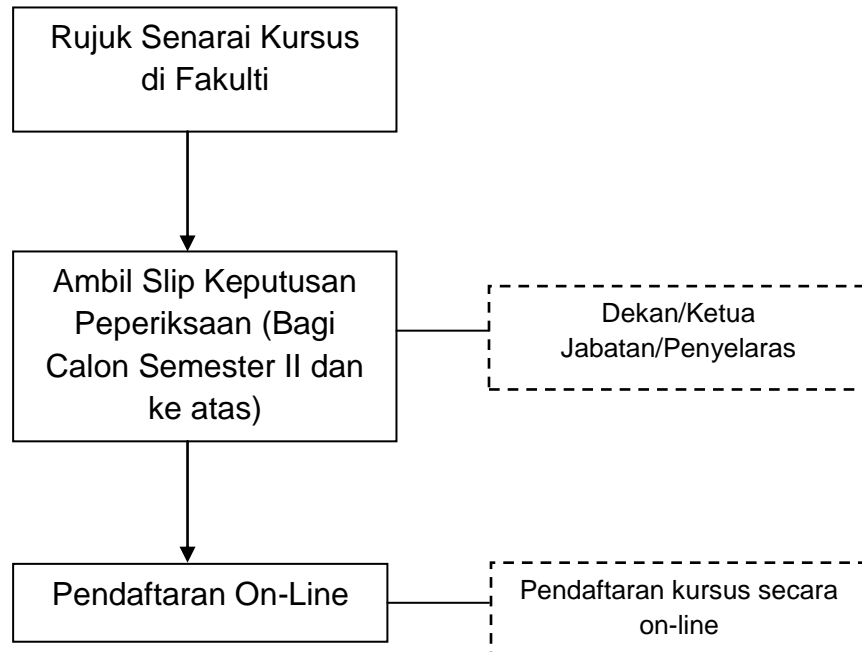 Rujuk Senarai Kursus
di Fakulti
Ambil Slip Keputusan
Peperiksaan (Bagi
Calon Semester II dan
ke atas)
Dekan/Ketua
Jabatan/Penyelaras
Pendaftaran On-Line
Pendaftaran kursus secara
on-line